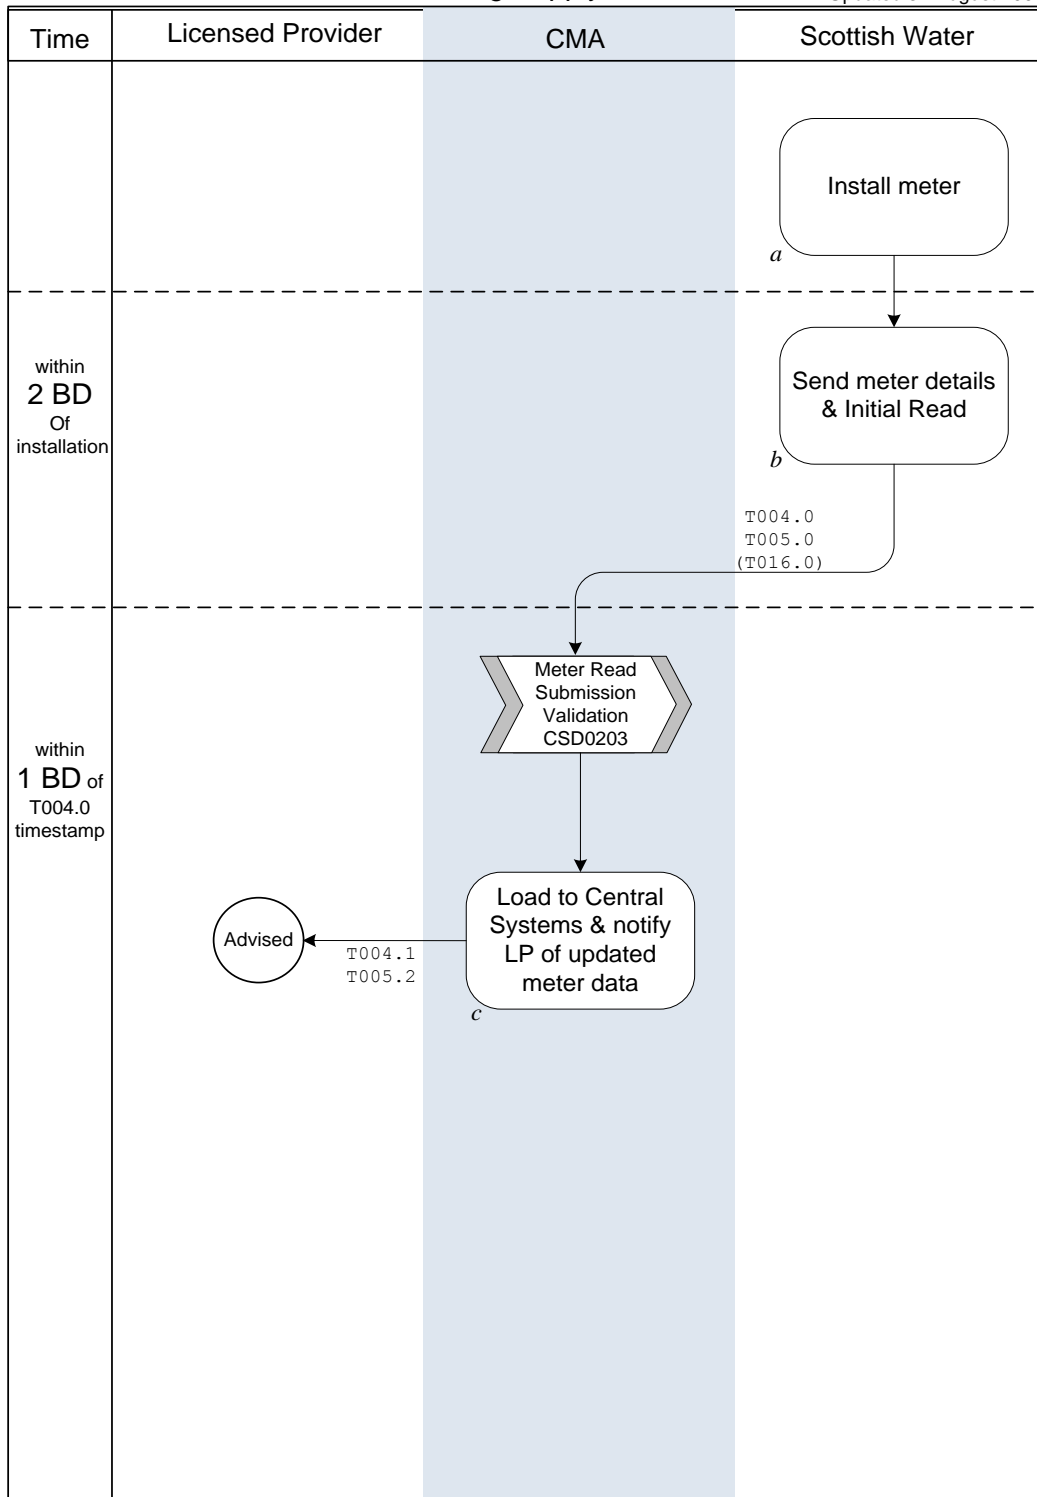 Time
Licensed Provider
CMA
Scottish Water
Install meter
a
within
2 BD
Of
installation
Send meter details
& Initial Read
b
T004.0
T005.0
(T016.0)
within
1 BD of
T004.0
timestamp
Meter Read
Submission
Validation
CSD0203
Load to Central
Systems & notify
LP of updated
meter data
c
Advised
T004.1
T005.2